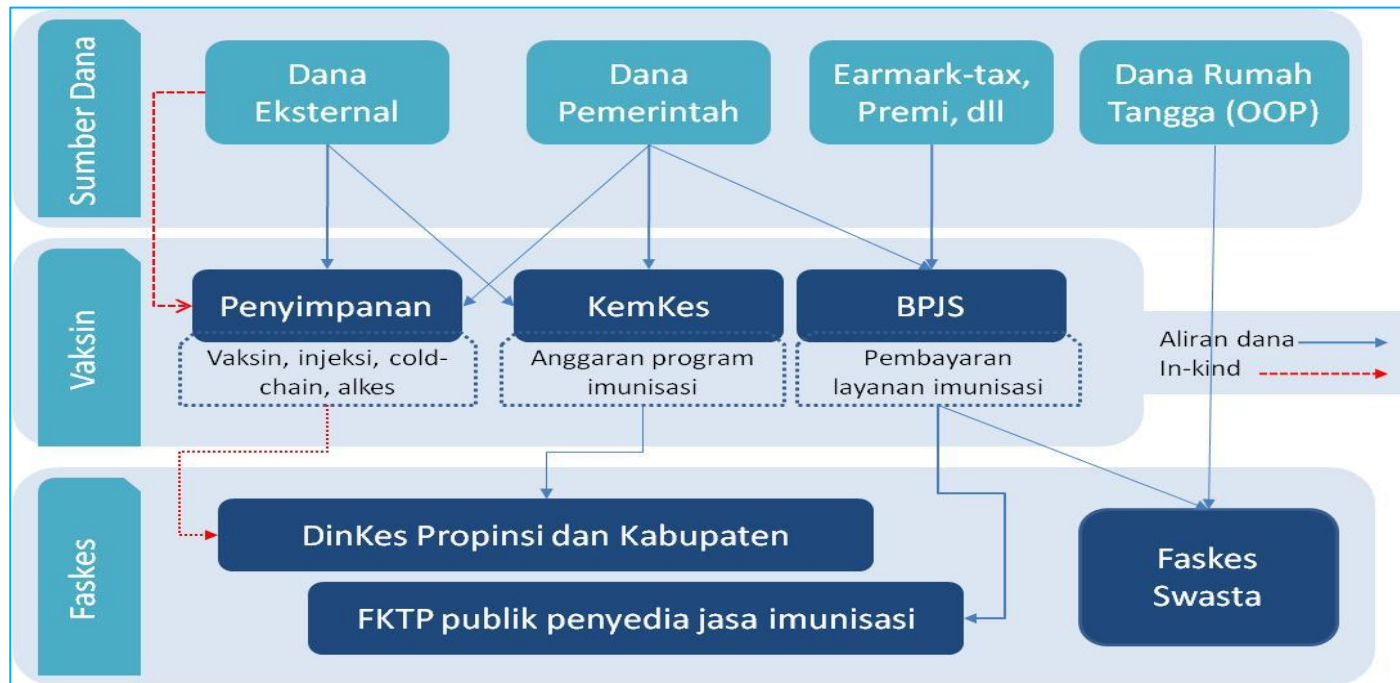 Sumber Dana
Dana
Eksternal
Dana
Pemerintah
Earmark-tax,
Premi, dll
Dana Rumah
Tangga (OOP)
Vaksin
Penyimpanan
Vaksin, injeksi, cold-
chain, alkes
KemKes
Anggaran program
imunisasi
BPJS
Pembayaran
layanan imunisasi
Aliran dana
In-kind
Faskes
DinKes Propinsi dan Kabupaten
FKTP publik penyedia jasa imunisasi
Faskes
Swasta